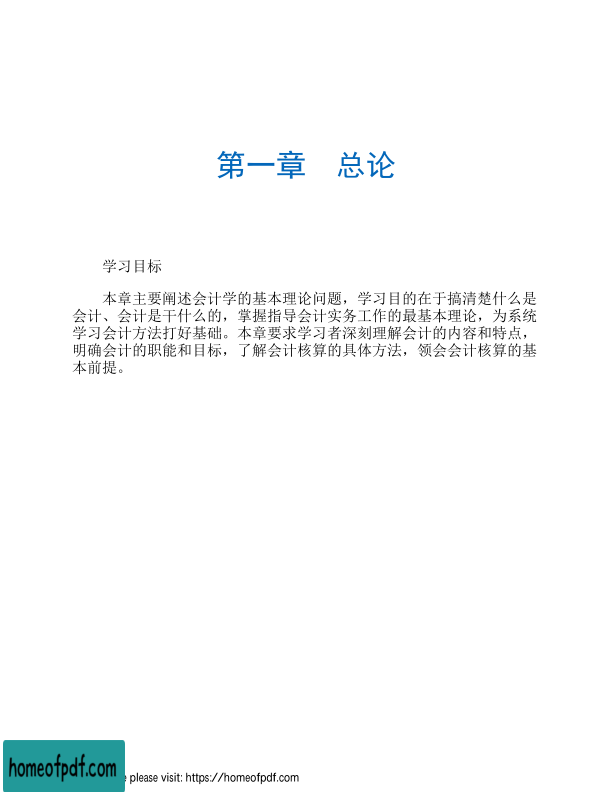 第一章　总论
学习目标
本章主要阐述会计学的基本理论问题，学习目的在于搞清楚什么是
会计、会计是干什么的，掌握指导会计实务工作的最基本理论，为系统
学习会计方法打好基础。本章要求学习者深刻理解会计的内容和特点，
明确会计的职能和目标，了解会计核算的具体方法，领会会计核算的基
本前提。
homeofpdf.com
please visit: https://homeofpdf.com